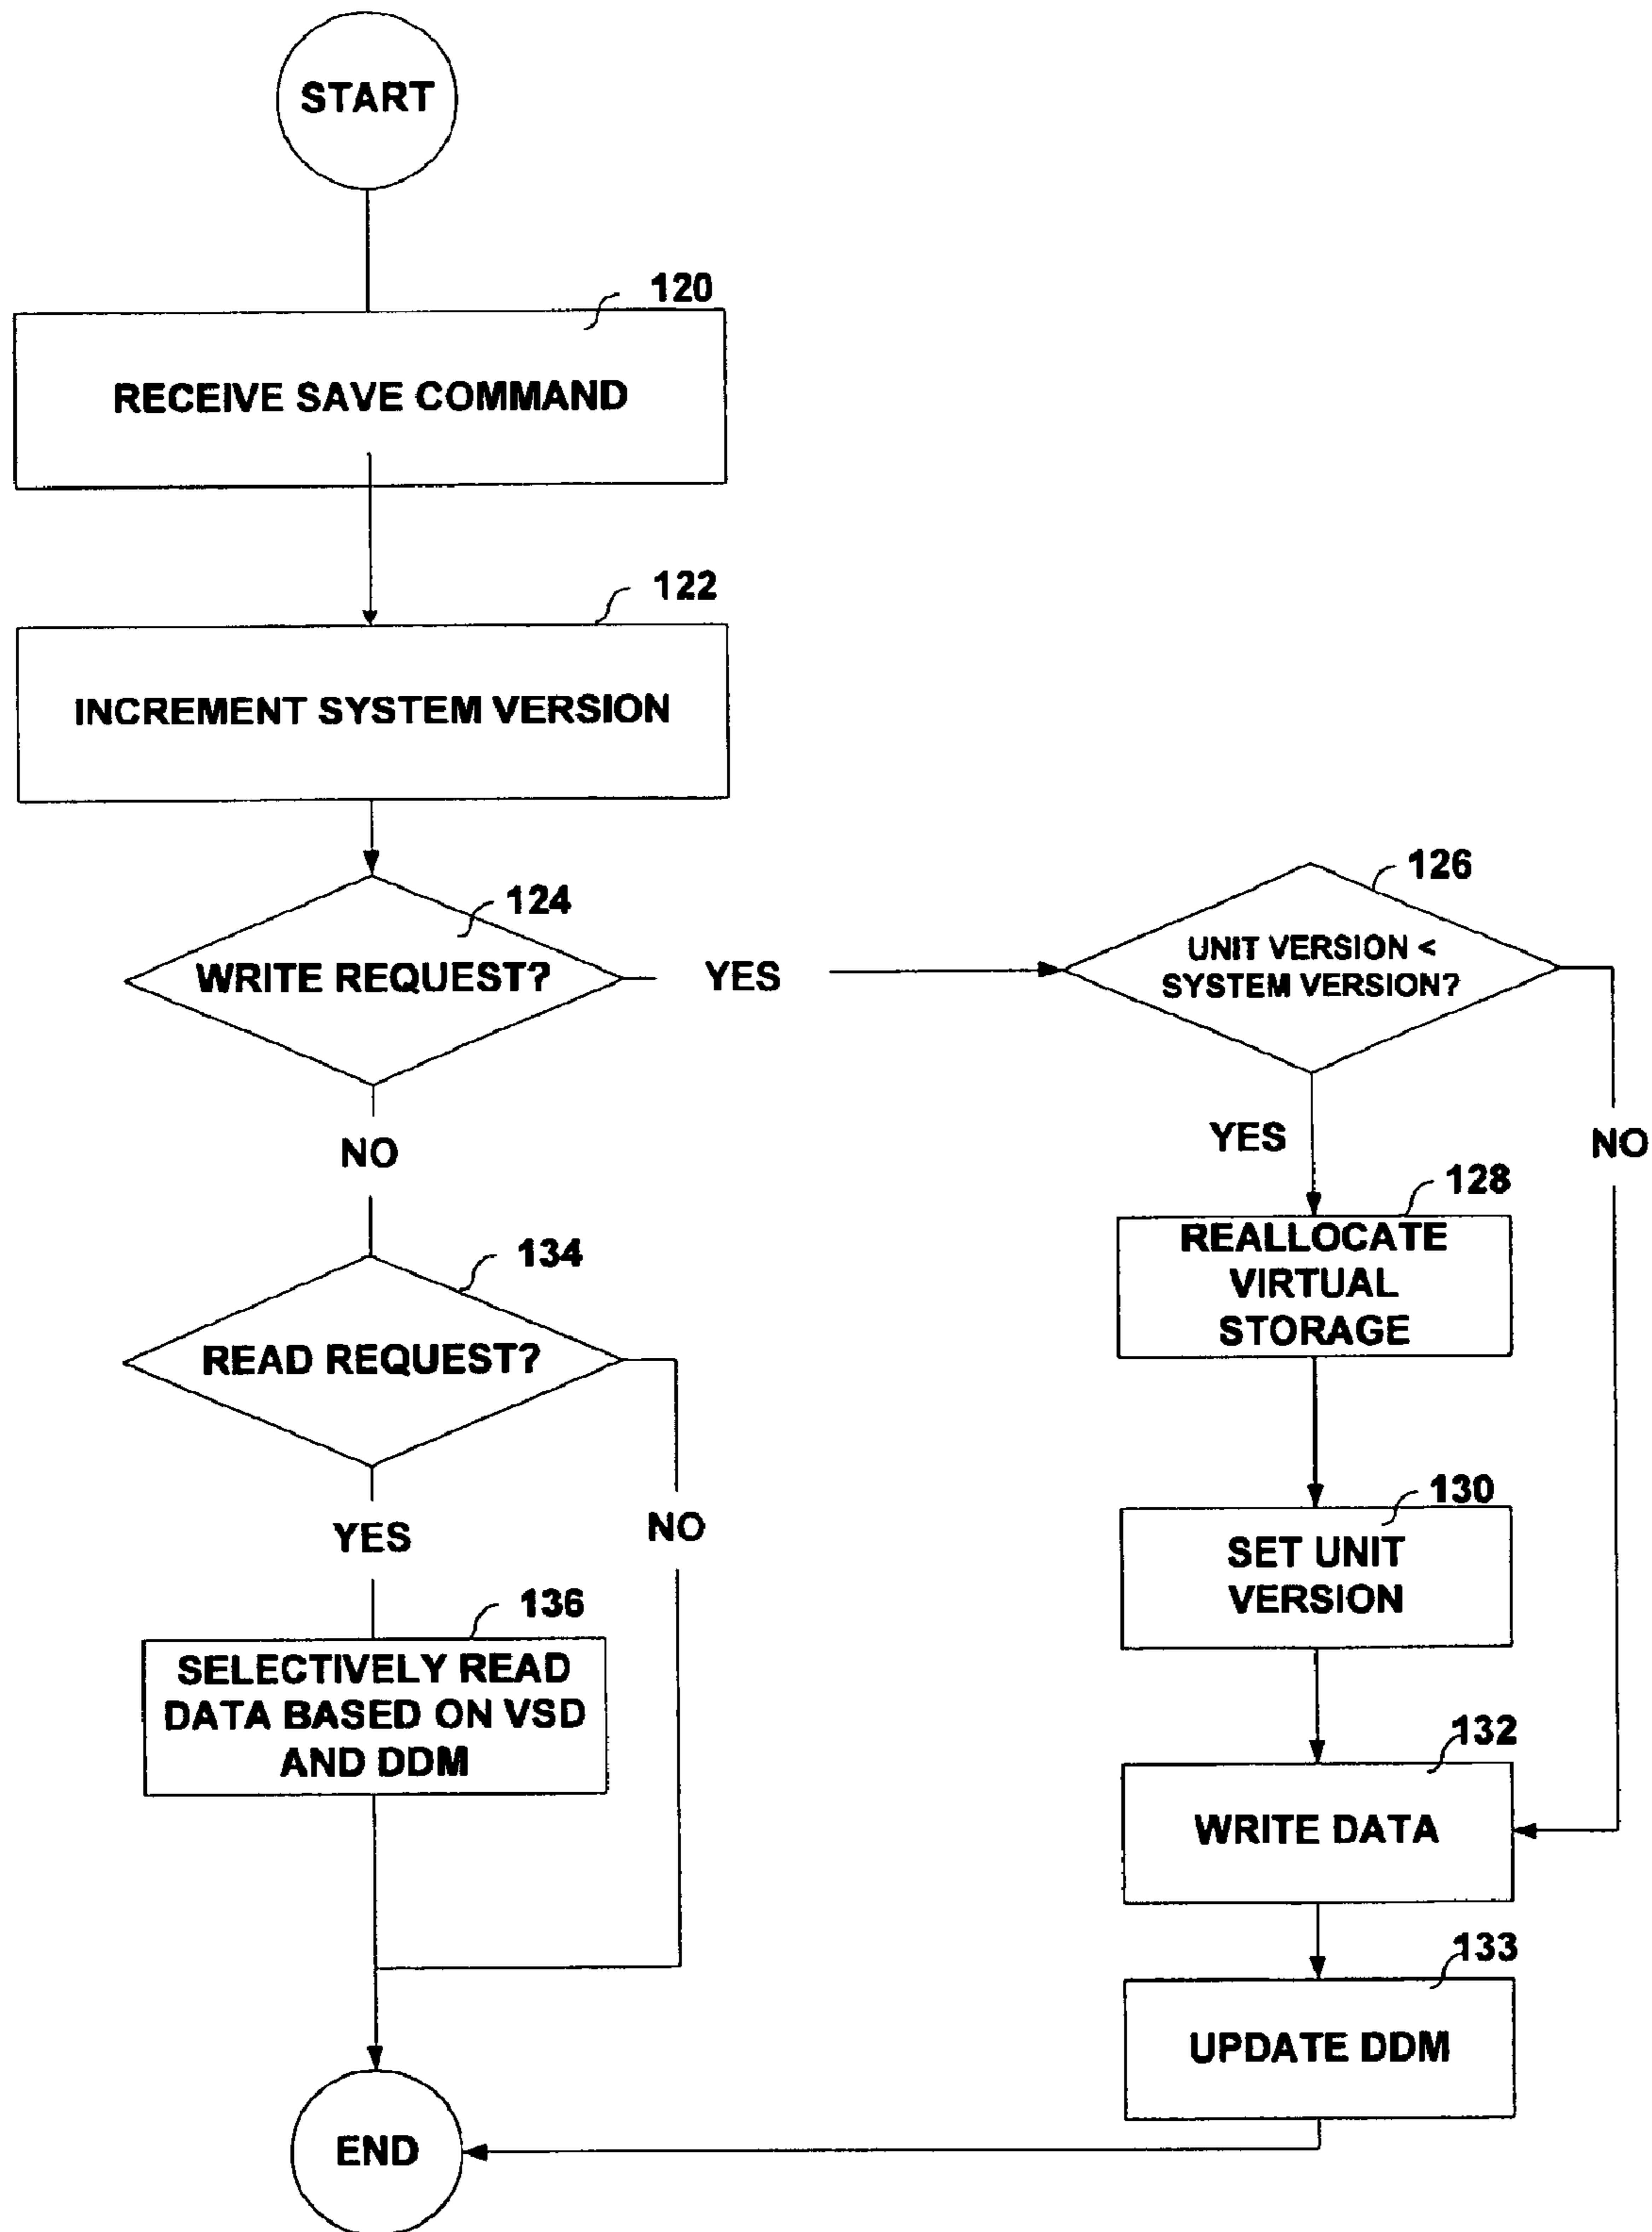 START
120
RECEIVE SAVE COMMAND
122
INCREMENT SYSTEM VERSION
124
WRITE REQUEST?
YES
126
UNIT VERSION <
SYSTEM VERSION?
NO
YES
NO
128
REALLOCATE
VIRTUAL
STORAGE
134
READ REQUEST?
130
SET UNIT
VERSION
YES
NO
136
SELECTIVELY READ
DATA BASED ON VSD
AND DDM
132
WRITE DATA
133
UPDATE DDM
END